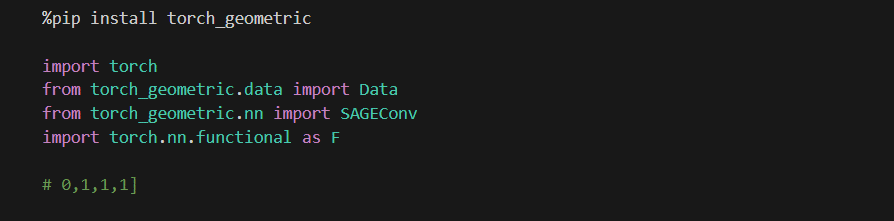 %pip install torch_geometric
import torch
from torch_geometric.data import Data
from torch_geometric.nn import SAGEConv
import torch.nn.functional as F
# 0,1,1,1]